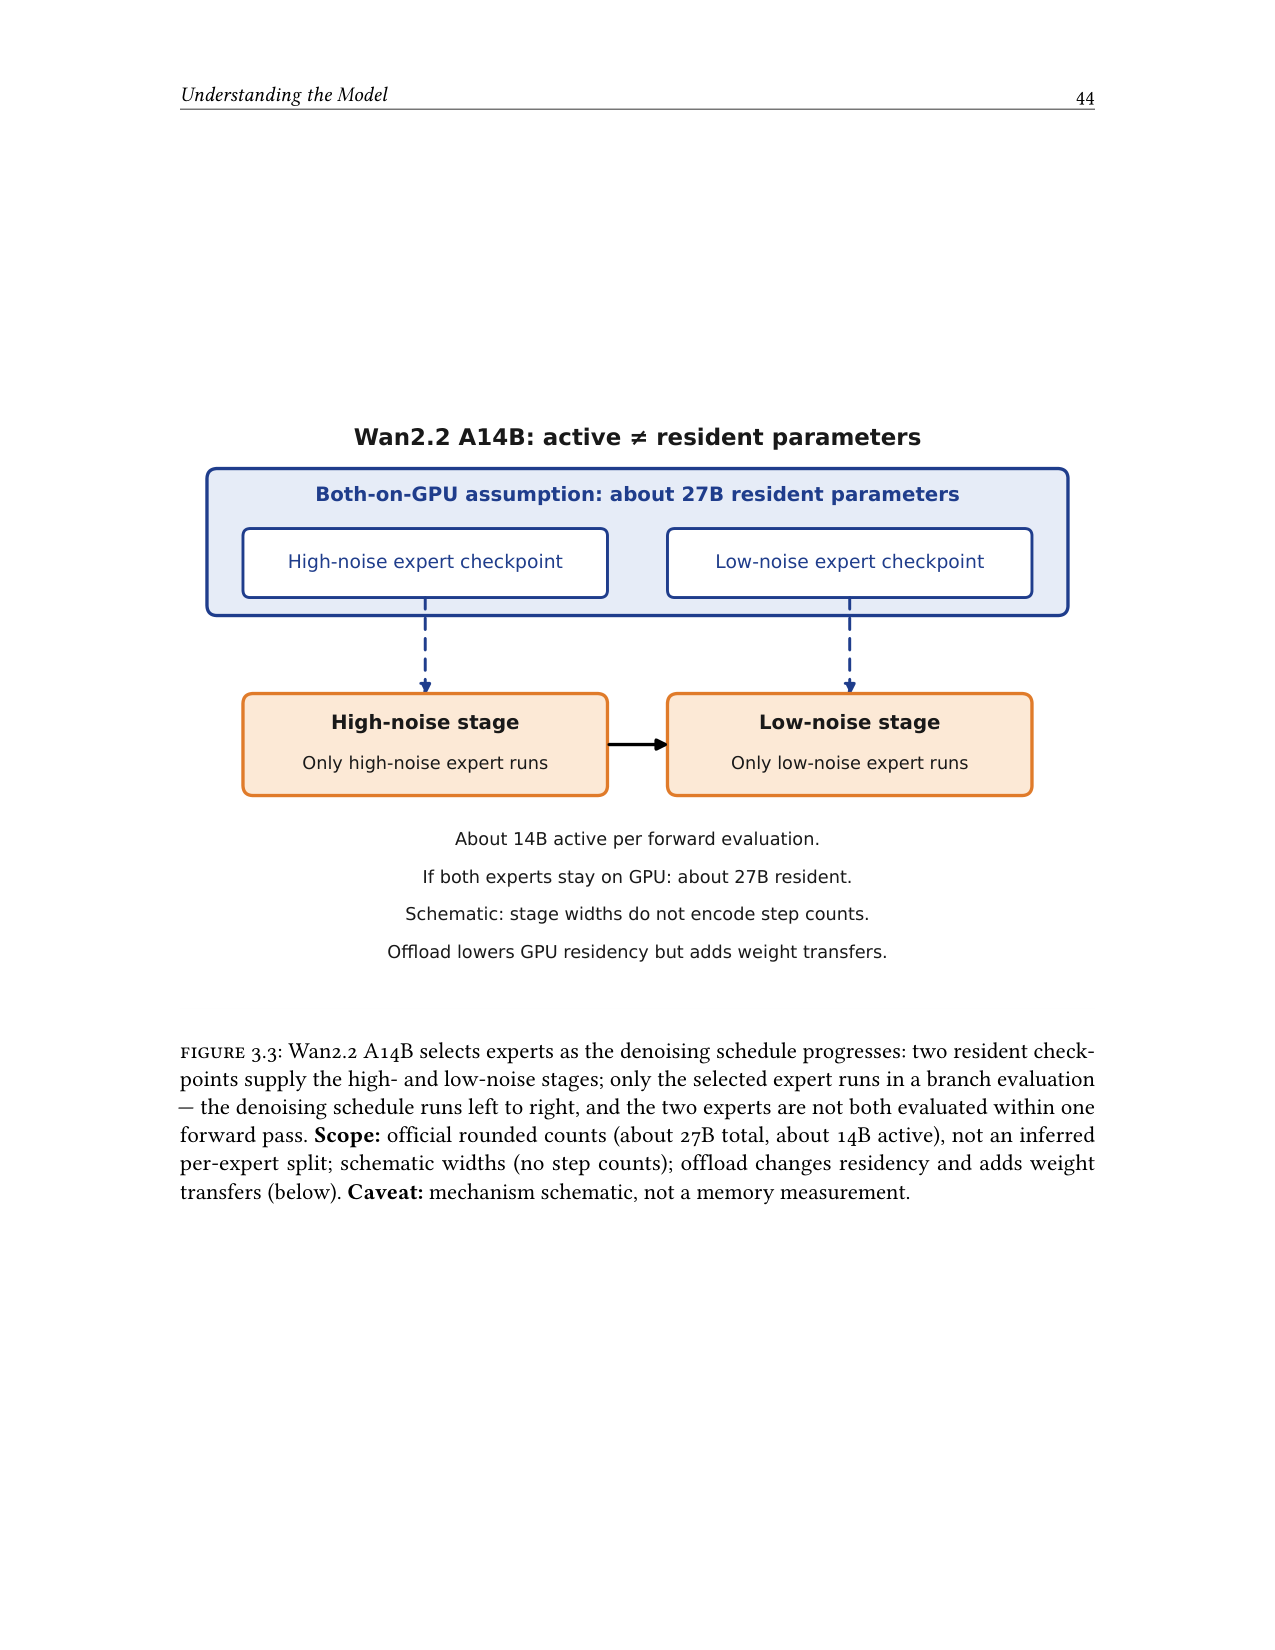 Understanding the Model 44
Wan2.2 A14B: active ≠ resident parameters
Both-on-GPU assumption: about 27B resident parameters
High-noise expert checkpoint Low-noise expert checkpoint
High-noise stage Low-noise stage
Only high-noise expert runs Only low-noise expert runs
About 14B active per forward evaluation.
If both experts stay on GPU: about 27B resident.
Schematic: stage widths do not encode step counts.
Offload lowers GPU residency but adds weight transfers.
FIGURE 3.3: Wan2.2 A14B selects experts as the denoising schedule progresses: two resident check-
points supply the high- and low-noise stages; only the selected expert runs in a branch evaluation
— the denoising schedule runs left to right, and the two experts are not both evaluated within one
forward pass. Scope: official rounded counts (about 27B total, about 14B active), not an inferred
per-expert split; schematic widths (no step counts); offload changes residency and adds weight
transfers (below). Caveat: mechanism schematic, not a memory measurement.